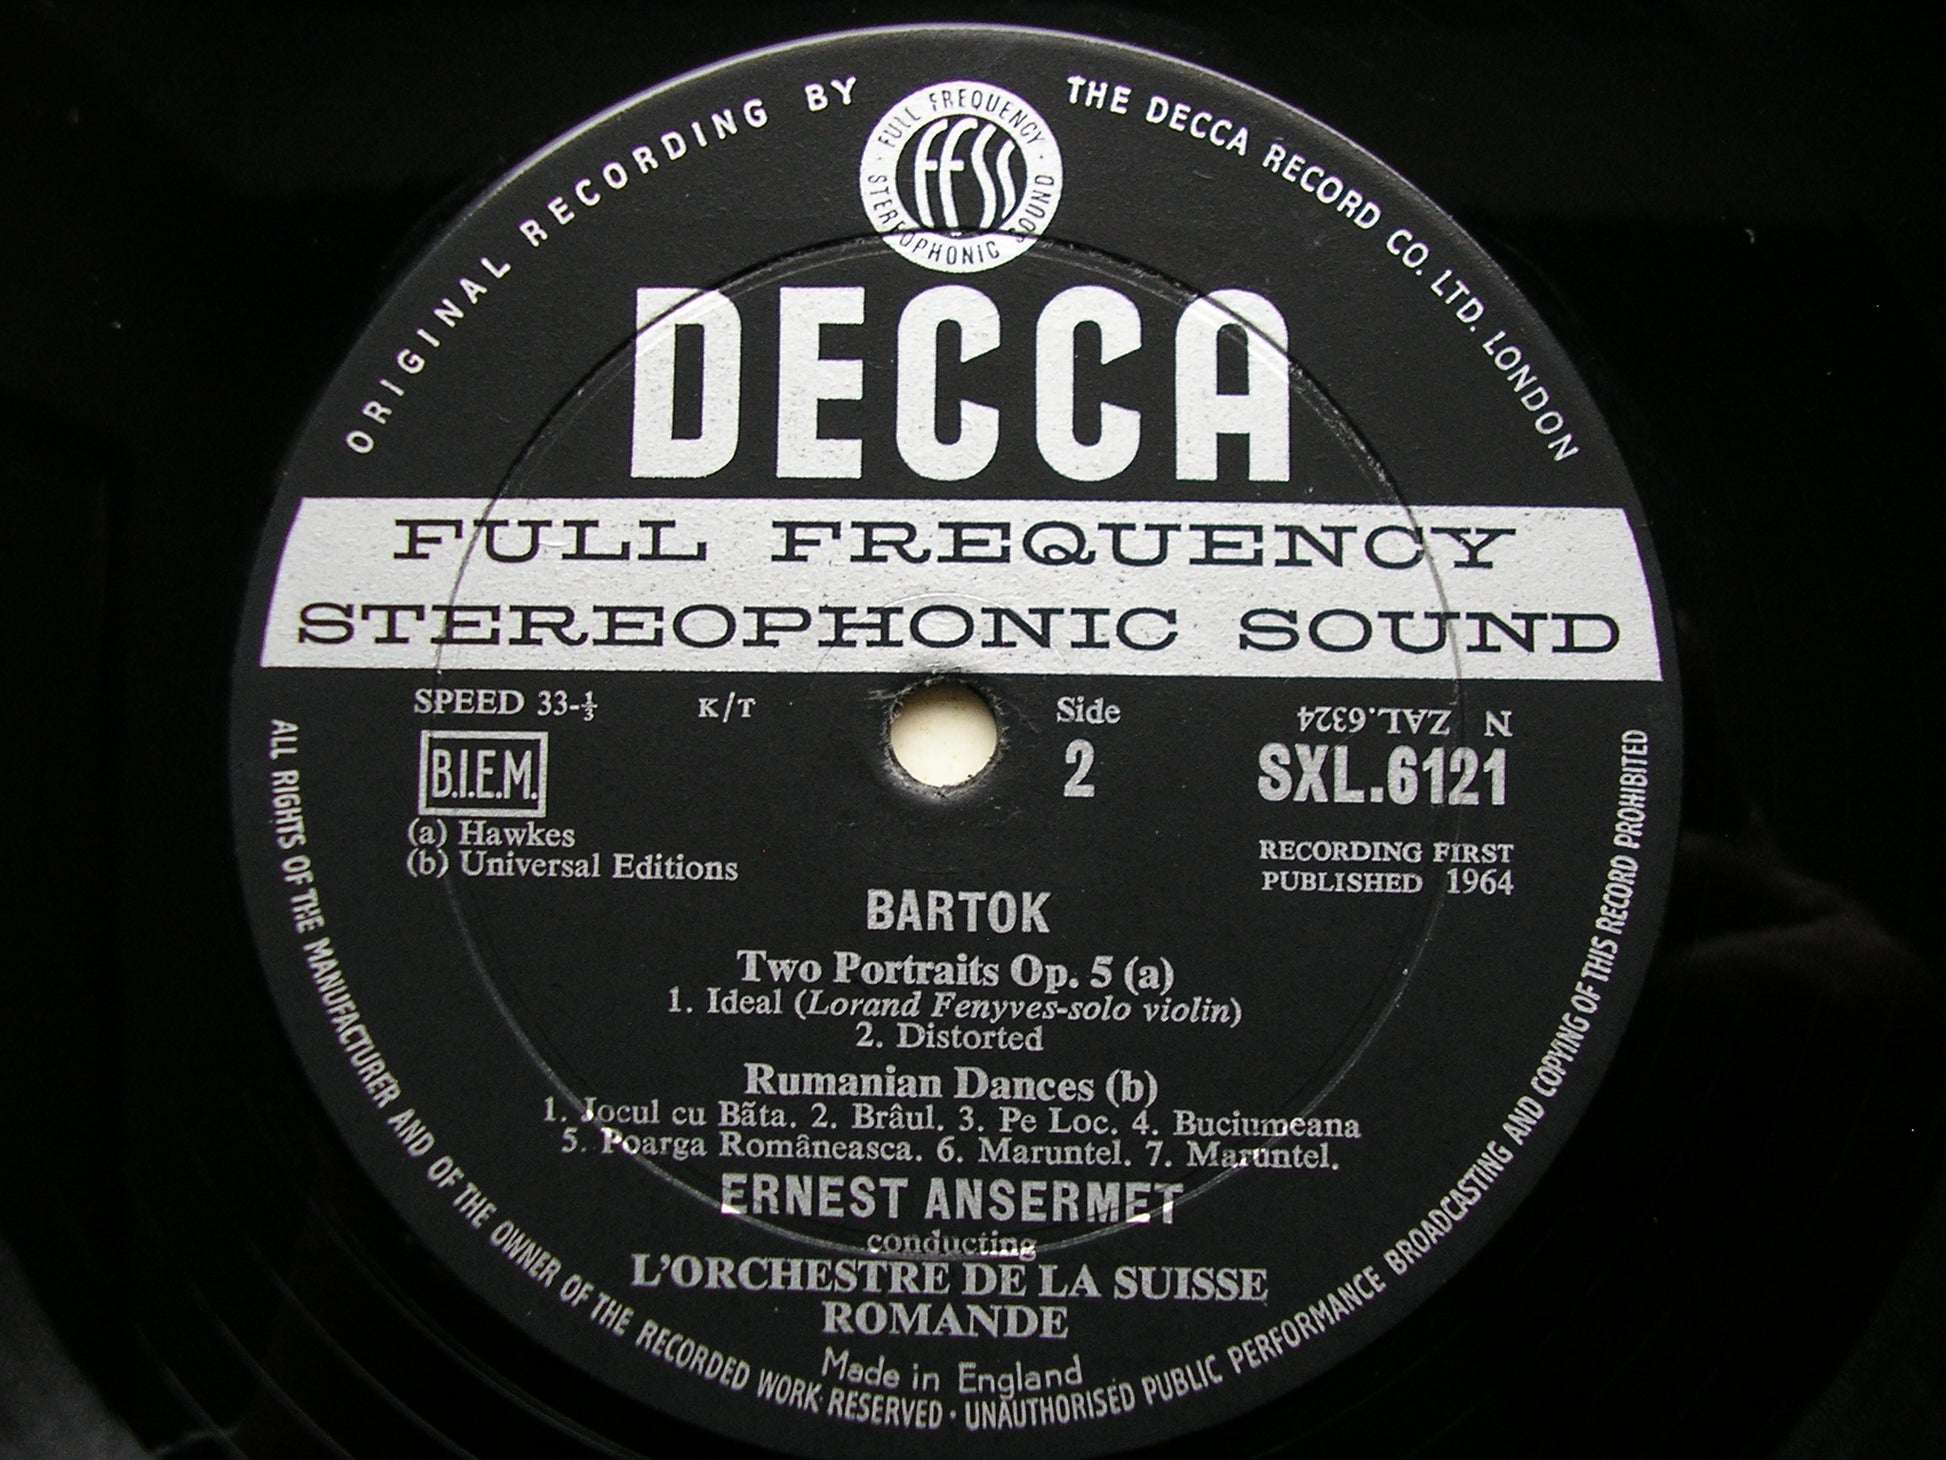 ORIGINAL RECORDING BY THE DECCA RECORD CO. LTD. LONDON
FULL FREQUENCY STEREOPHONIC SOUND
FFSS
DECCA
FULL FREQUENCY
STEREOPHONIC SOUND
SPEED 33-⅓ K/T Side 2
N ZAL.6324
B.I.E.M.
SXL.6121
(a) Hawkes
(b) Universal Editions
RECORDING FIRST
PUBLISHED 1964
BARTOK
Two Portraits Op. 5 (a)
1. Ideal (Lorand Fenyves-solo violin)
2. Distorted
Rumanian Dances (b)
1. Jocul cu Bãta. 2. Brâul. 3. Pe Loc. 4. Buciumeana
5. Poarga Româneasca. 6. Maruntel. 7. Maruntel.
ERNEST ANSERMET
conducting
L'ORCHESTRE DE LA SUISSE
ROMANDE
Made in England
ALL RIGHTS OF THE MANUFACTURER AND OF THE OWNER OF THE RECORDED WORK RESERVED · UNAUTHORISED PUBLIC PERFORMANCE BROADCASTING AND COPYING OF THIS RECORD PROHIBITED